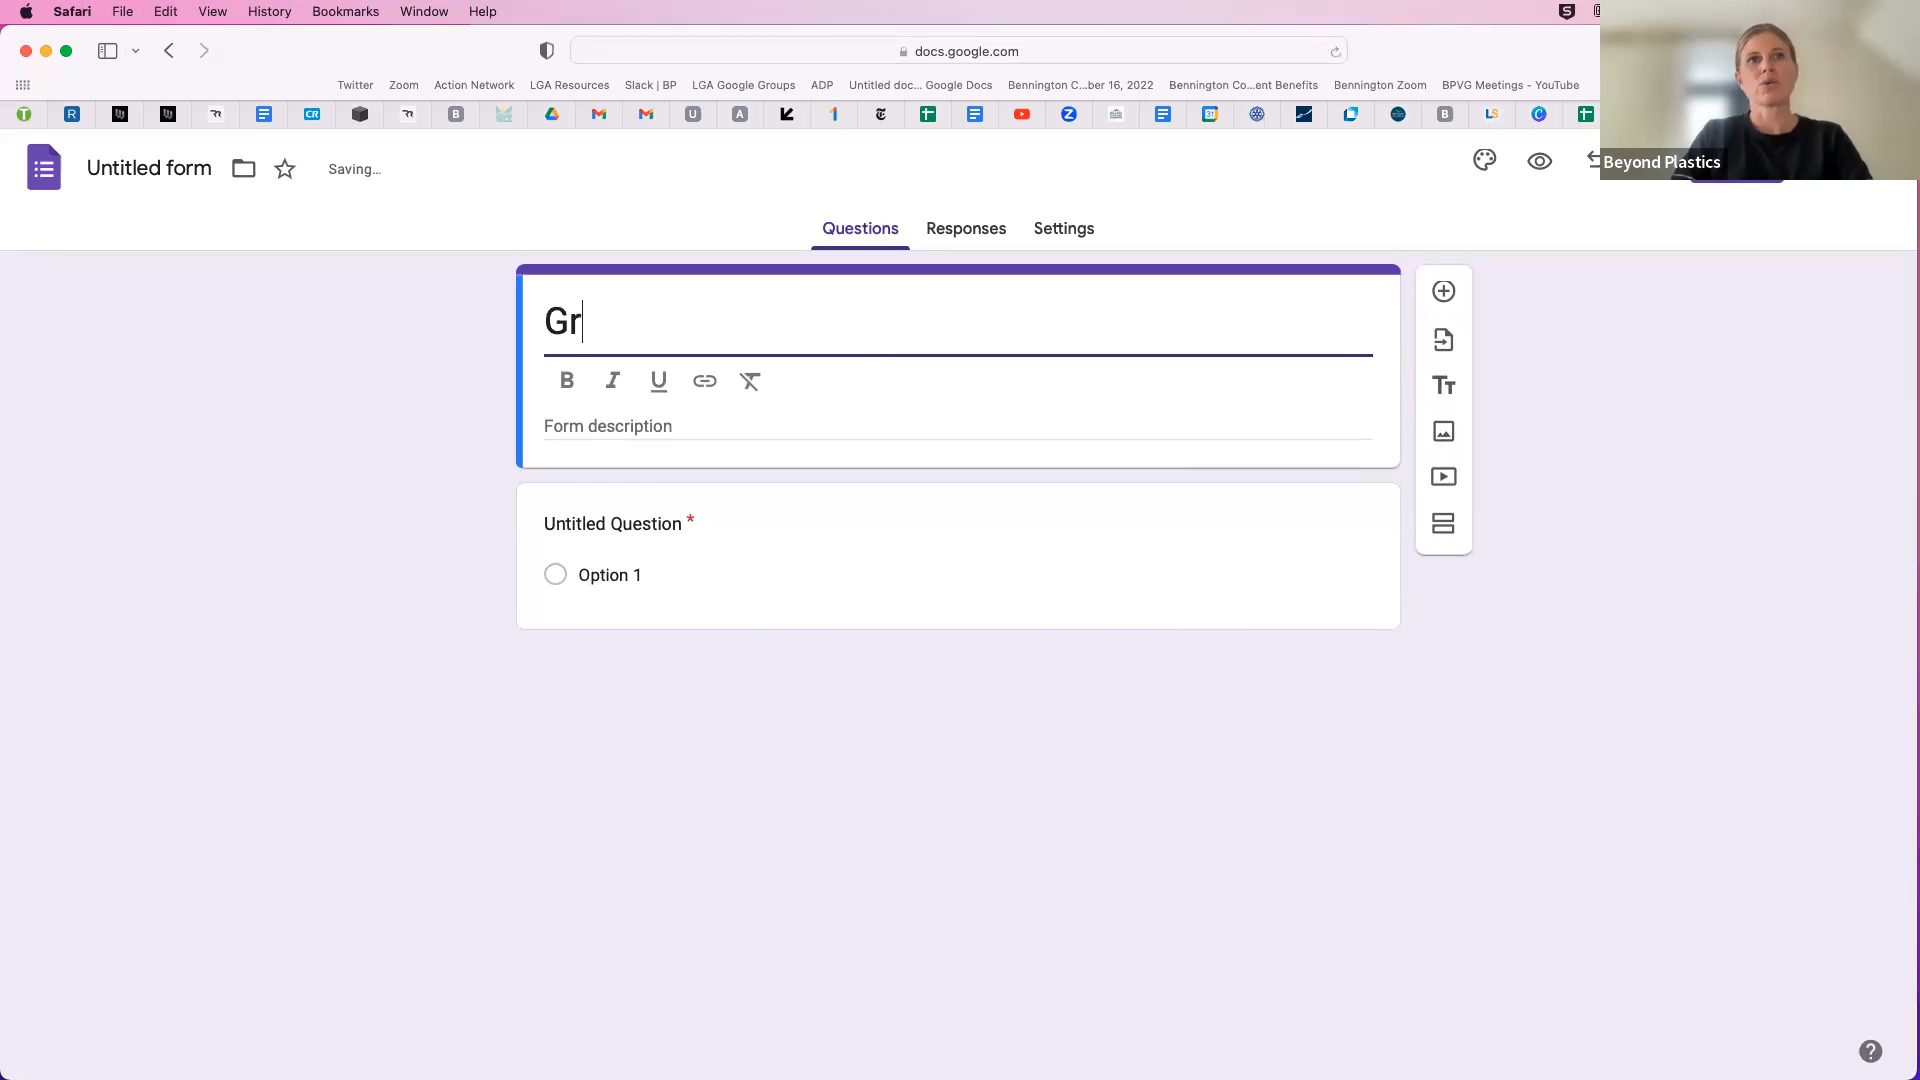 Safari File Edit View History Bookmarks Window Help
docs.google.com
Twitter Zoom Action Network LGA Resources Slack | BP LGA Google Groups ADP Untitled doc... Google Docs Bennington C...ber 16, 2022 Bennington Co...ent Benefits Bennington Zoom BPVG Meetings - YouTube
Untitled form Saving...
Beyond Plastics
Questions Responses Settings
Gr
B I U
Form description
Untitled Question *
Option 1